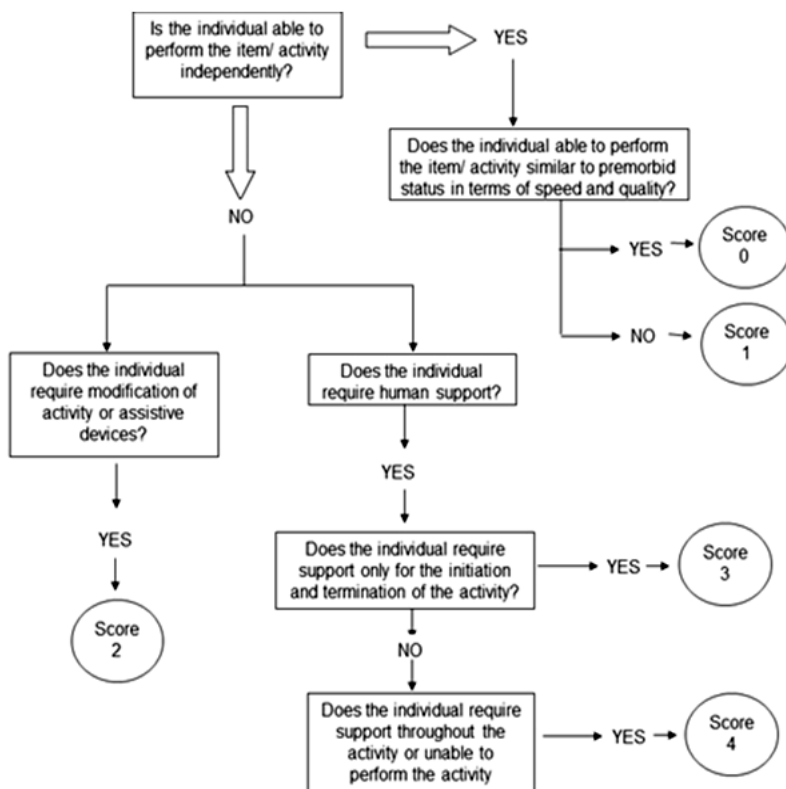 Is the individual able to
perform the item/ activity
independently?
YES
Does the individual able to perform
the item/ activity similar to premorbid
status in terms of speed and quality?
YES
Score
0
NO
Score
1
NO
Does the individual
require modification of
activity or assistive
devices?
YES
Score
2
Does the individual
require human support?
YES
Does the individual require
support only for the initiation
and termination of the activity?
YES
Score
3
NO
Does the individual require
support throughout the
activity or unable to
perform the activity
YES
Score
4